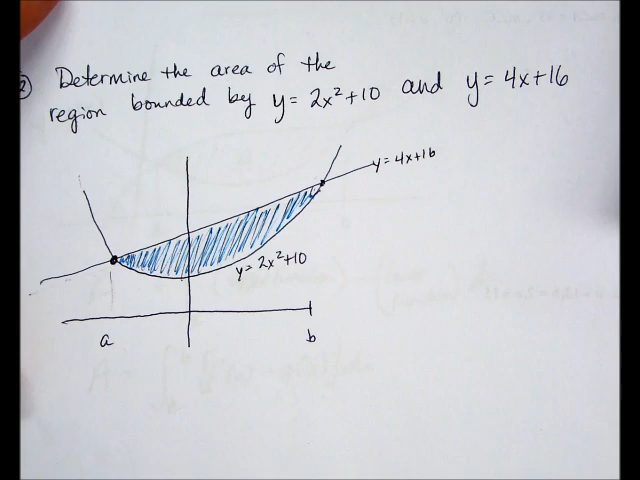 2) Determine the area of the
region bounded by y = 2x²+10 and y = 4x+16
y = 4x+16
y = 2x²+10
a
b